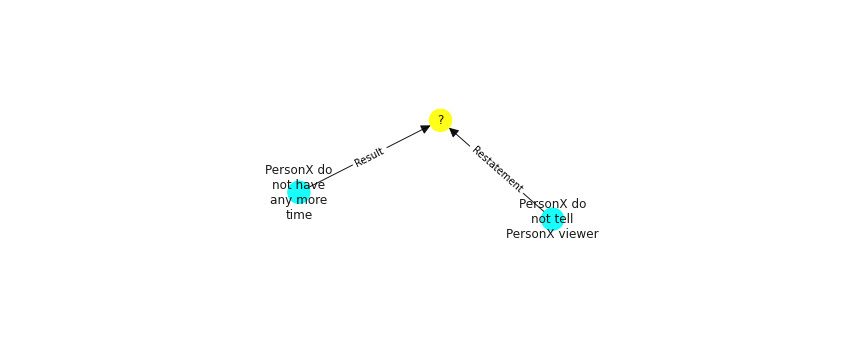 ?
Result
Restatement
PersonX do
not have
any more
time
PersonX do
not tell
PersonX viewer